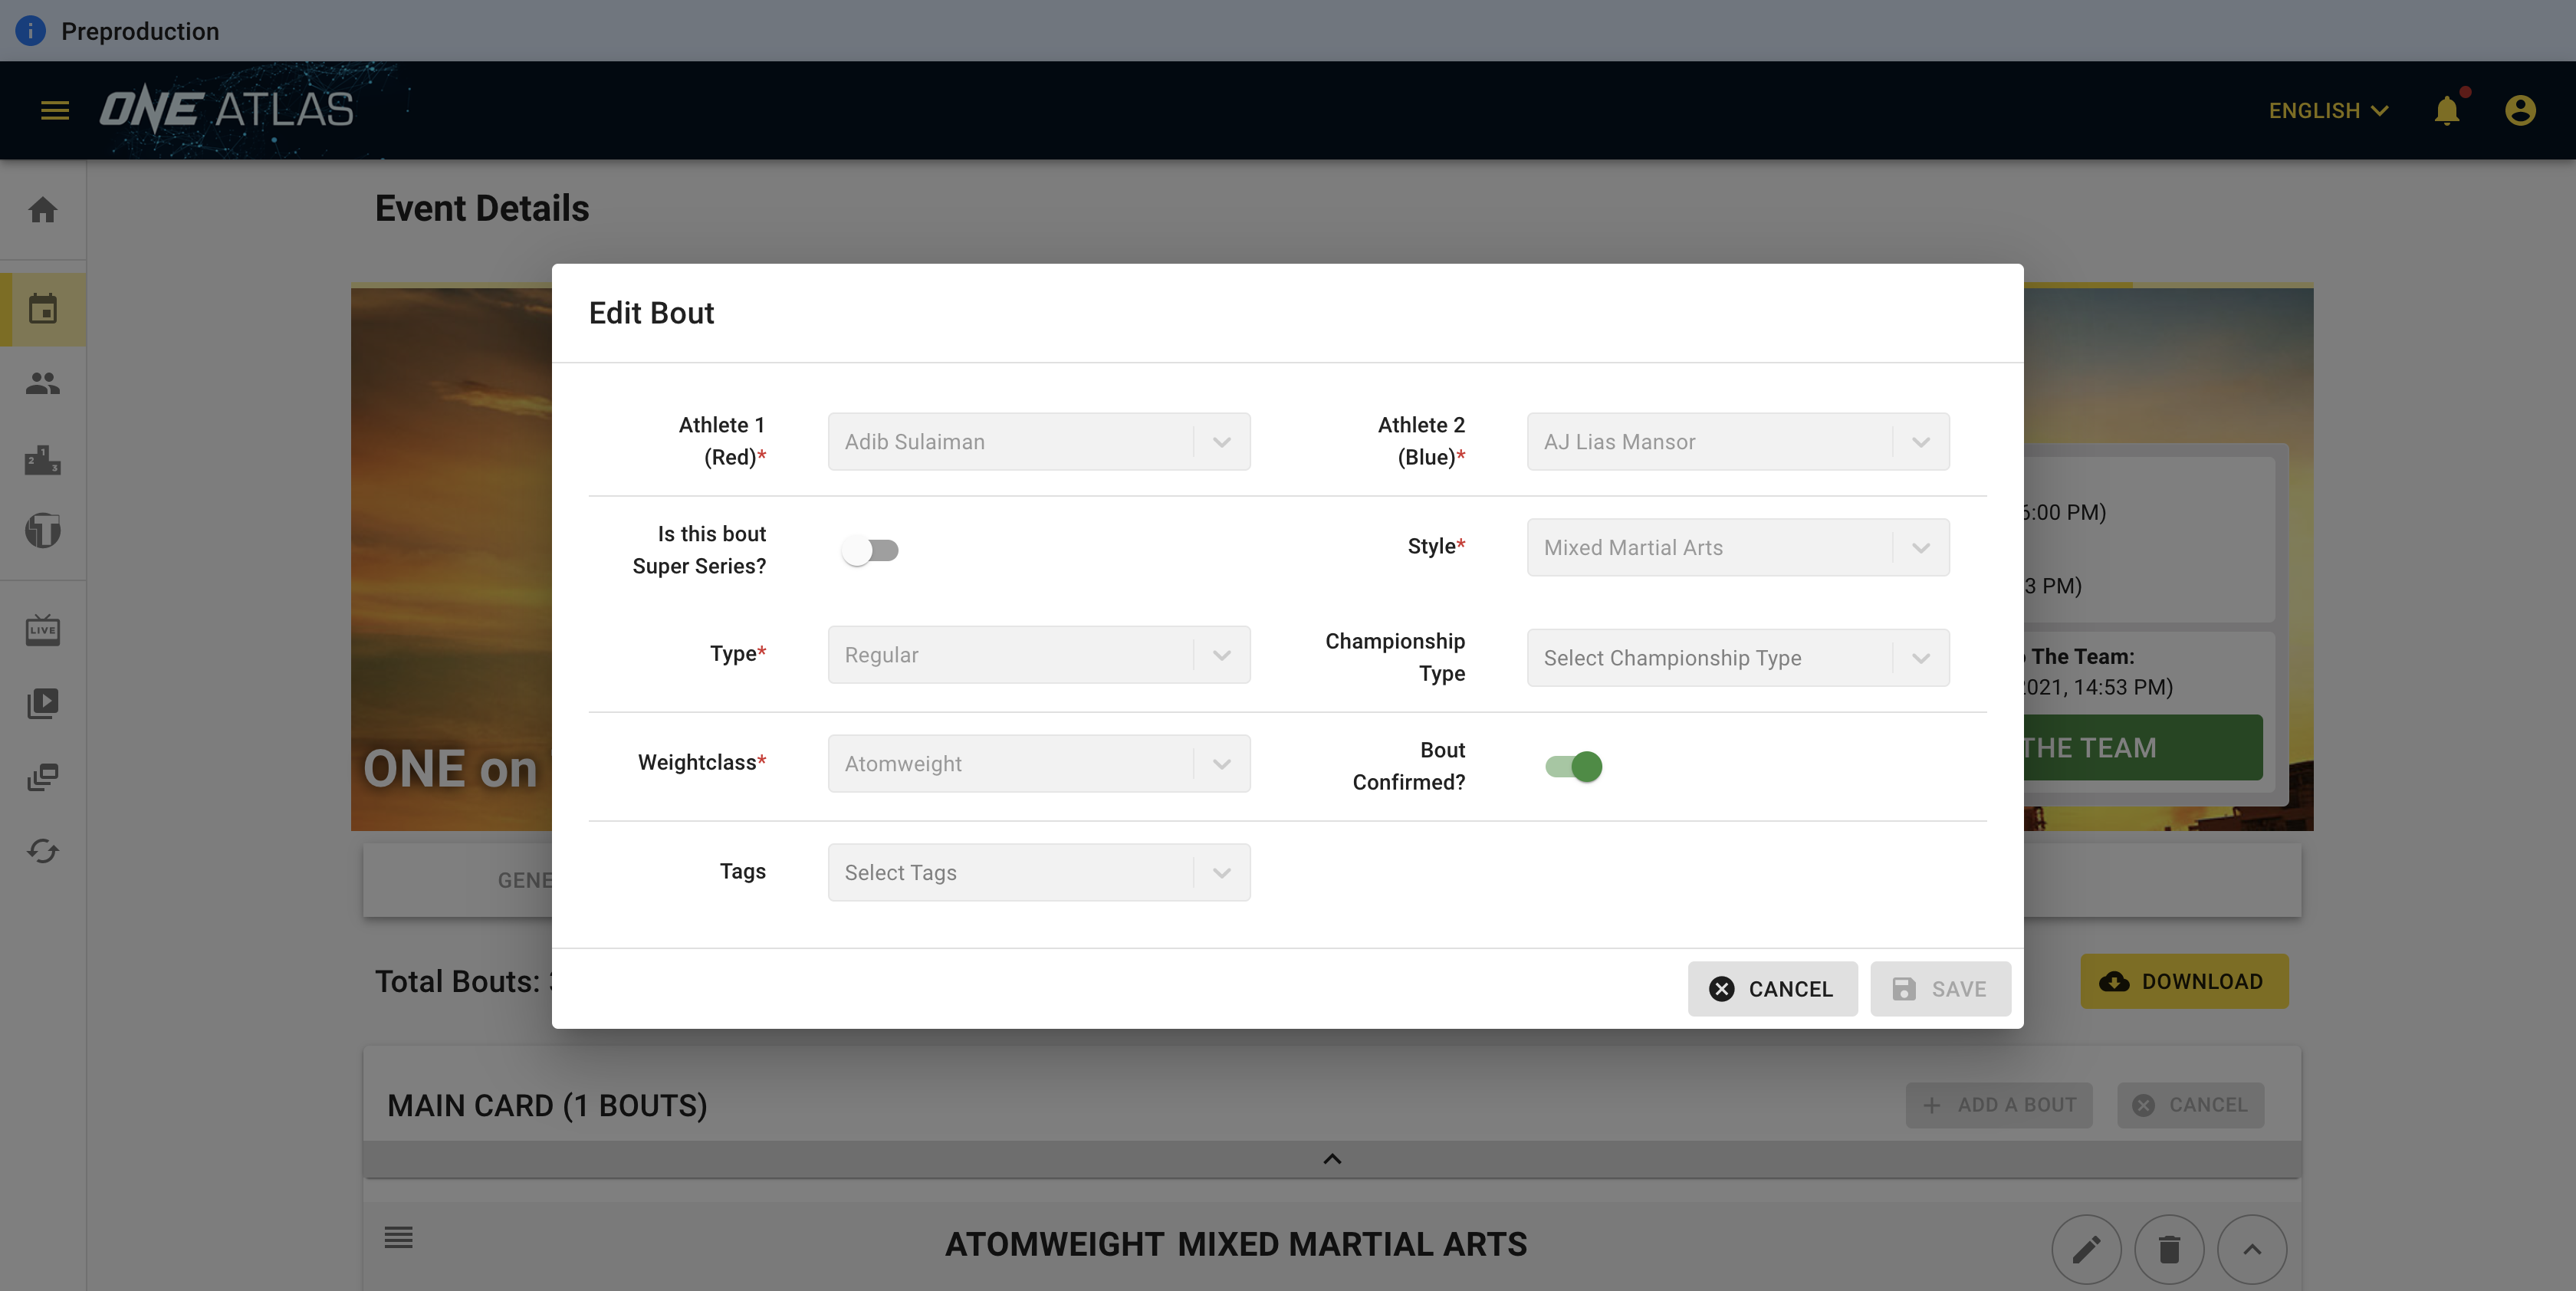 Preproduction
ONE ATLAS
ENGLISH
Event Details
Edit Bout
Athlete 1
(Red)*
Adib Sulaiman
Athlete 2
(Blue)*
AJ Lias Mansor
Is this bout
Super Series?
Style*
Mixed Martial Arts
Type*
Regular
Championship
Type
Select Championship Type
Weightclass*
Atomweight
Bout
Confirmed?
Tags
Select Tags
CANCEL
SAVE
6:00 PM)
3 PM)
The Team:
2021, 14:53 PM)
THE TEAM
ONE on
GENE
Total Bouts:
DOWNLOAD
MAIN CARD (1 BOUTS)
ADD A BOUT
CANCEL
ATOMWEIGHT MIXED MARTIAL ARTS
LIVE